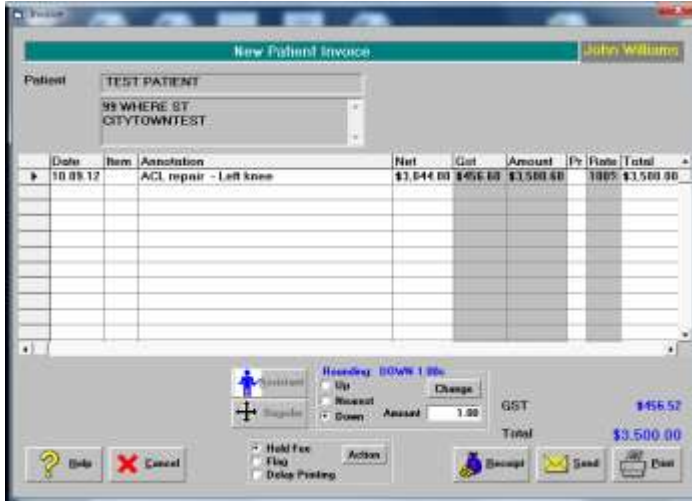 Invoice
New Patient Invoice
John Williams
Patient
TEST PATIENT
99 WHERE ST
CITYTOWNTEST
Date Item Annotation Net Gst Amount Pr Rate Total
10.09.12 ACL repair - Left knee $3,044.00 $456.60 $3,500.60 100% $3,500.00
Rounding: DOWN 1.00c
Assistant
Up
Nearest
Down
Change
Amount 1.00
GST $456.52
Total $3,500.00
Help
Cancel
Hold Fee
Flag
Delay Printing
Action
Receipt
Send
Print